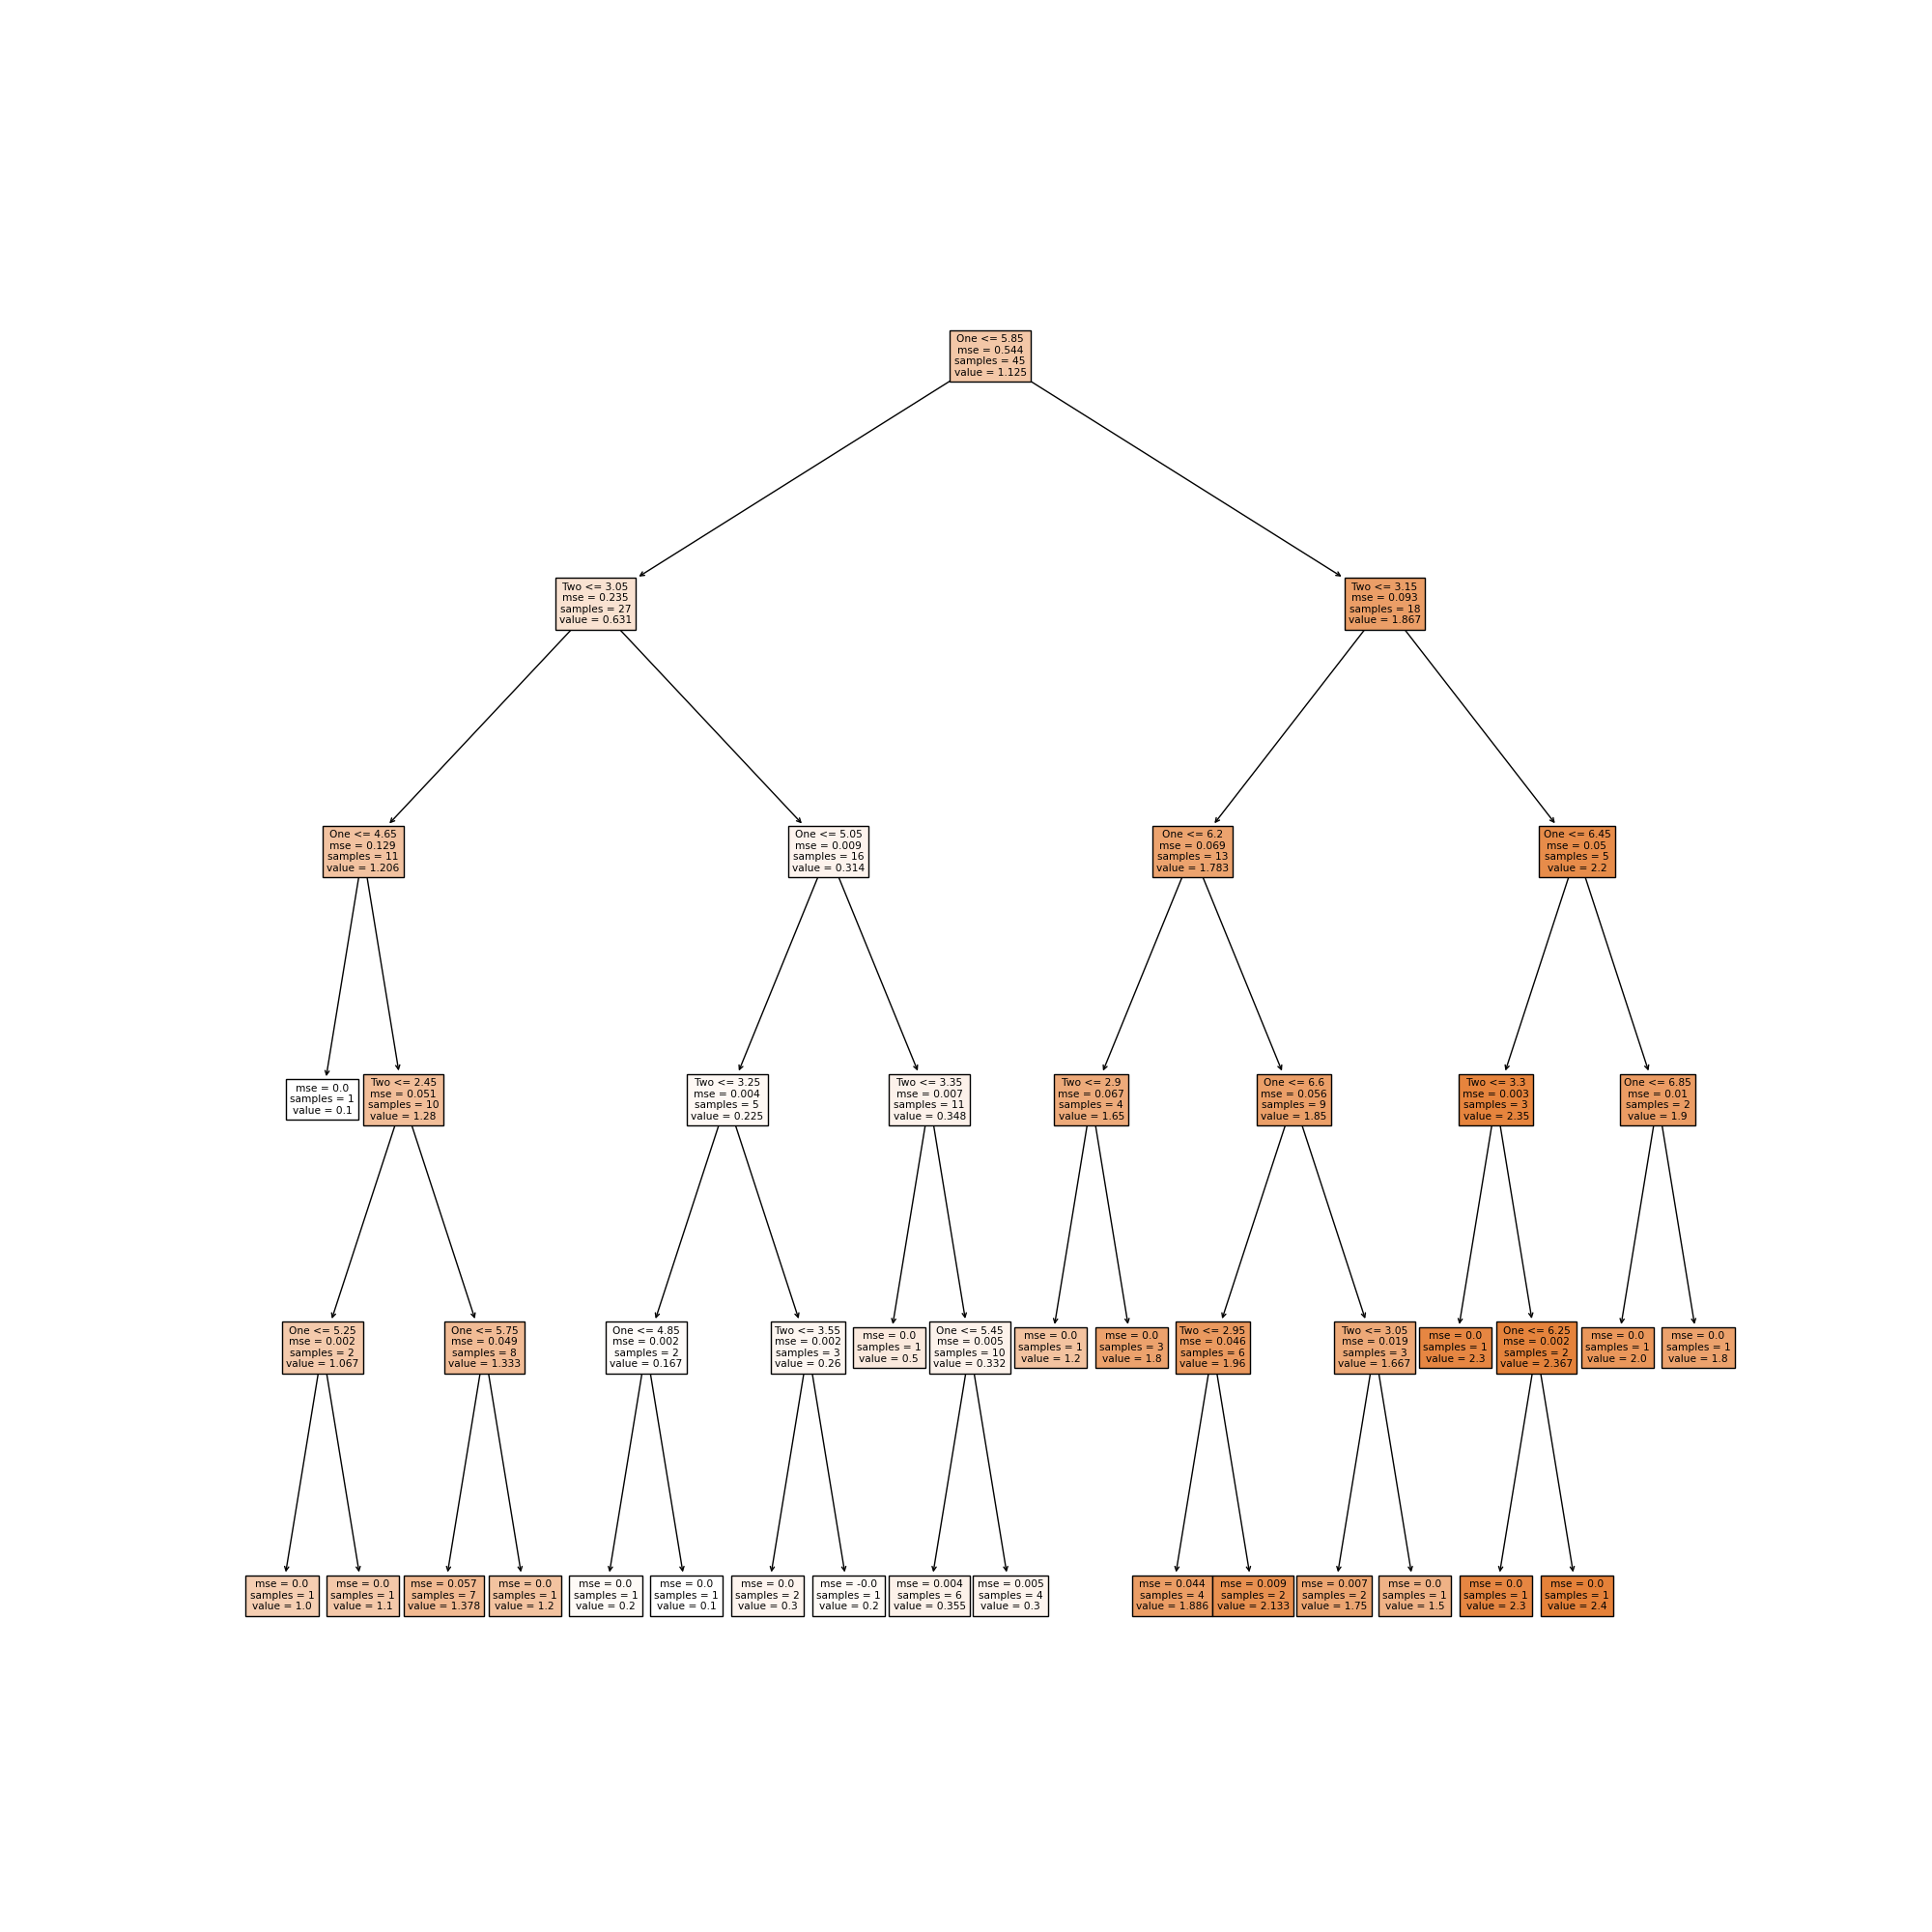 One <= 5.85
mse = 0.544
samples = 45
value = 1.125
Two <= 3.05
mse = 0.235
samples = 27
value = 0.631
Two <= 3.15
mse = 0.093
samples = 18
value = 1.867
One <= 4.65
mse = 0.129
samples = 11
value = 1.206
One <= 5.05
mse = 0.009
samples = 16
value = 0.314
One <= 6.2
mse = 0.069
samples = 13
value = 1.783
One <= 6.45
mse = 0.05
samples = 5
value = 2.2
mse = 0.0
samples = 1
value = 0.1
Two <= 2.45
mse = 0.051
samples = 10
value = 1.28
Two <= 3.25
mse = 0.004
samples = 5
value = 0.225
Two <= 3.35
mse = 0.007
samples = 11
value = 0.348
Two <= 2.9
mse = 0.067
samples = 4
value = 1.65
One <= 6.6
mse = 0.056
samples = 9
value = 1.85
Two <= 3.3
mse = 0.003
samples = 3
value = 2.35
One <= 6.85
mse = 0.01
samples = 2
value = 1.9
One <= 5.25
mse = 0.002
samples = 2
value = 1.067
One <= 5.75
mse = 0.049
samples = 8
value = 1.333
One <= 4.85
mse = 0.002
samples = 2
value = 0.167
Two <= 3.55
mse = 0.002
samples = 3
value = 0.26
mse = 0.0
samples = 1
value = 0.5
One <= 5.45
mse = 0.005
samples = 10
value = 0.332
mse = 0.0
samples = 1
value = 1.2
mse = 0.0
samples = 3
value = 1.8
Two <= 2.95
mse = 0.046
samples = 6
value = 1.96
Two <= 3.05
mse = 0.019
samples = 3
value = 1.667
mse = 0.0
samples = 1
value = 2.3
One <= 6.25
mse = 0.002
samples = 2
value = 2.367
mse = 0.0
samples = 1
value = 2.0
mse = 0.0
samples = 1
value = 1.8
mse = 0.0
samples = 1
value = 1.0
mse = 0.0
samples = 1
value = 1.1
mse = 0.057
samples = 7
value = 1.378
mse = 0.0
samples = 1
value = 1.2
mse = 0.0
samples = 1
value = 0.2
mse = 0.0
samples = 1
value = 0.1
mse = 0.0
samples = 2
value = 0.3
mse = -0.0
samples = 1
value = 0.2
mse = 0.004
samples = 6
value = 0.355
mse = 0.005
samples = 4
value = 0.3
mse = 0.044
samples = 4
value = 1.886
mse = 0.009
samples = 2
value = 2.133
mse = 0.007
samples = 2
value = 1.75
mse = 0.0
samples = 1
value = 1.5
mse = 0.0
samples = 1
value = 2.3
mse = 0.0
samples = 1
value = 2.4